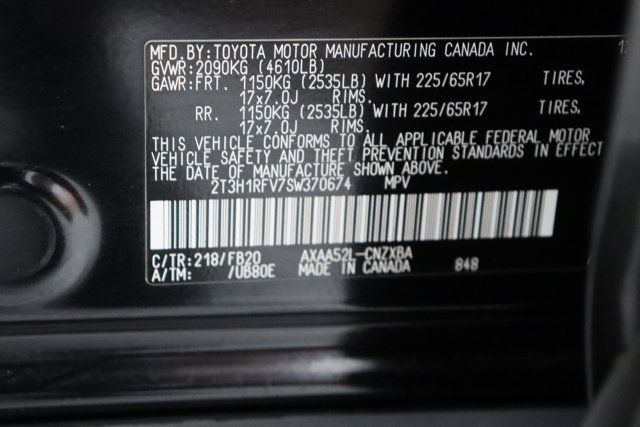 MFD.BY:TOYOTA MOTOR MANUFACTURING CANADA INC.
GVWR:2090KG (4610LB)
GAWR:FRT. 1150KG (2535LB) WITH 225/65R17 TIRES,
17x7.0J RIMS.
RR. 1150KG (2535LB) WITH 225/65R17 TIRES,
17x7.0J RIMS.
THIS VEHICLE CONFORMS TO ALL APPLICABLE FEDERAL MOTOR
VEHICLE SAFETY AND THEFT PREVENTION STANDARDS IN EFFECT
THE DATE OF MANUFACTURE SHOWN ABOVE.
2T3H1RFV7SW370674 MPV
C/TR:218/FB20 AXAA52L-CNZXBA
A/TM: /UB80E MADE IN CANADA 848